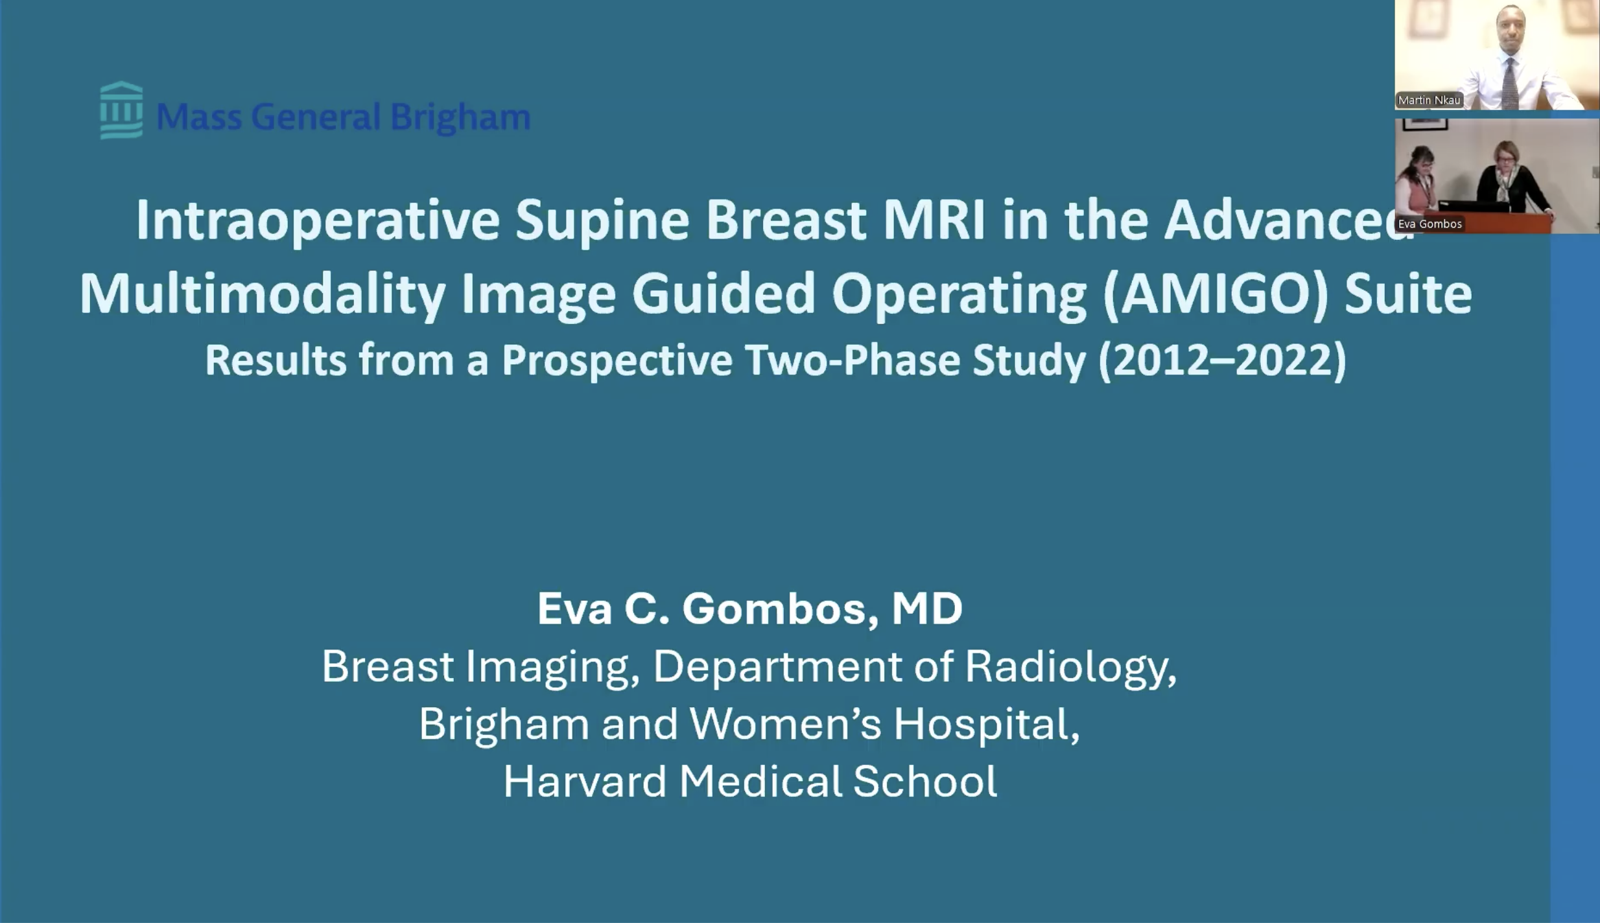 Mass General Brigham
Martin Nkau
Intraoperative Supine Breast MRI in the Advanced
Eva Gombos
Multimodality Image Guided Operating (AMIGO) Suite
Results from a Prospective Two-Phase Study (2012–2022)
Eva C. Gombos, MD
Breast Imaging, Department of Radiology,
Brigham and Women’s Hospital,
Harvard Medical School